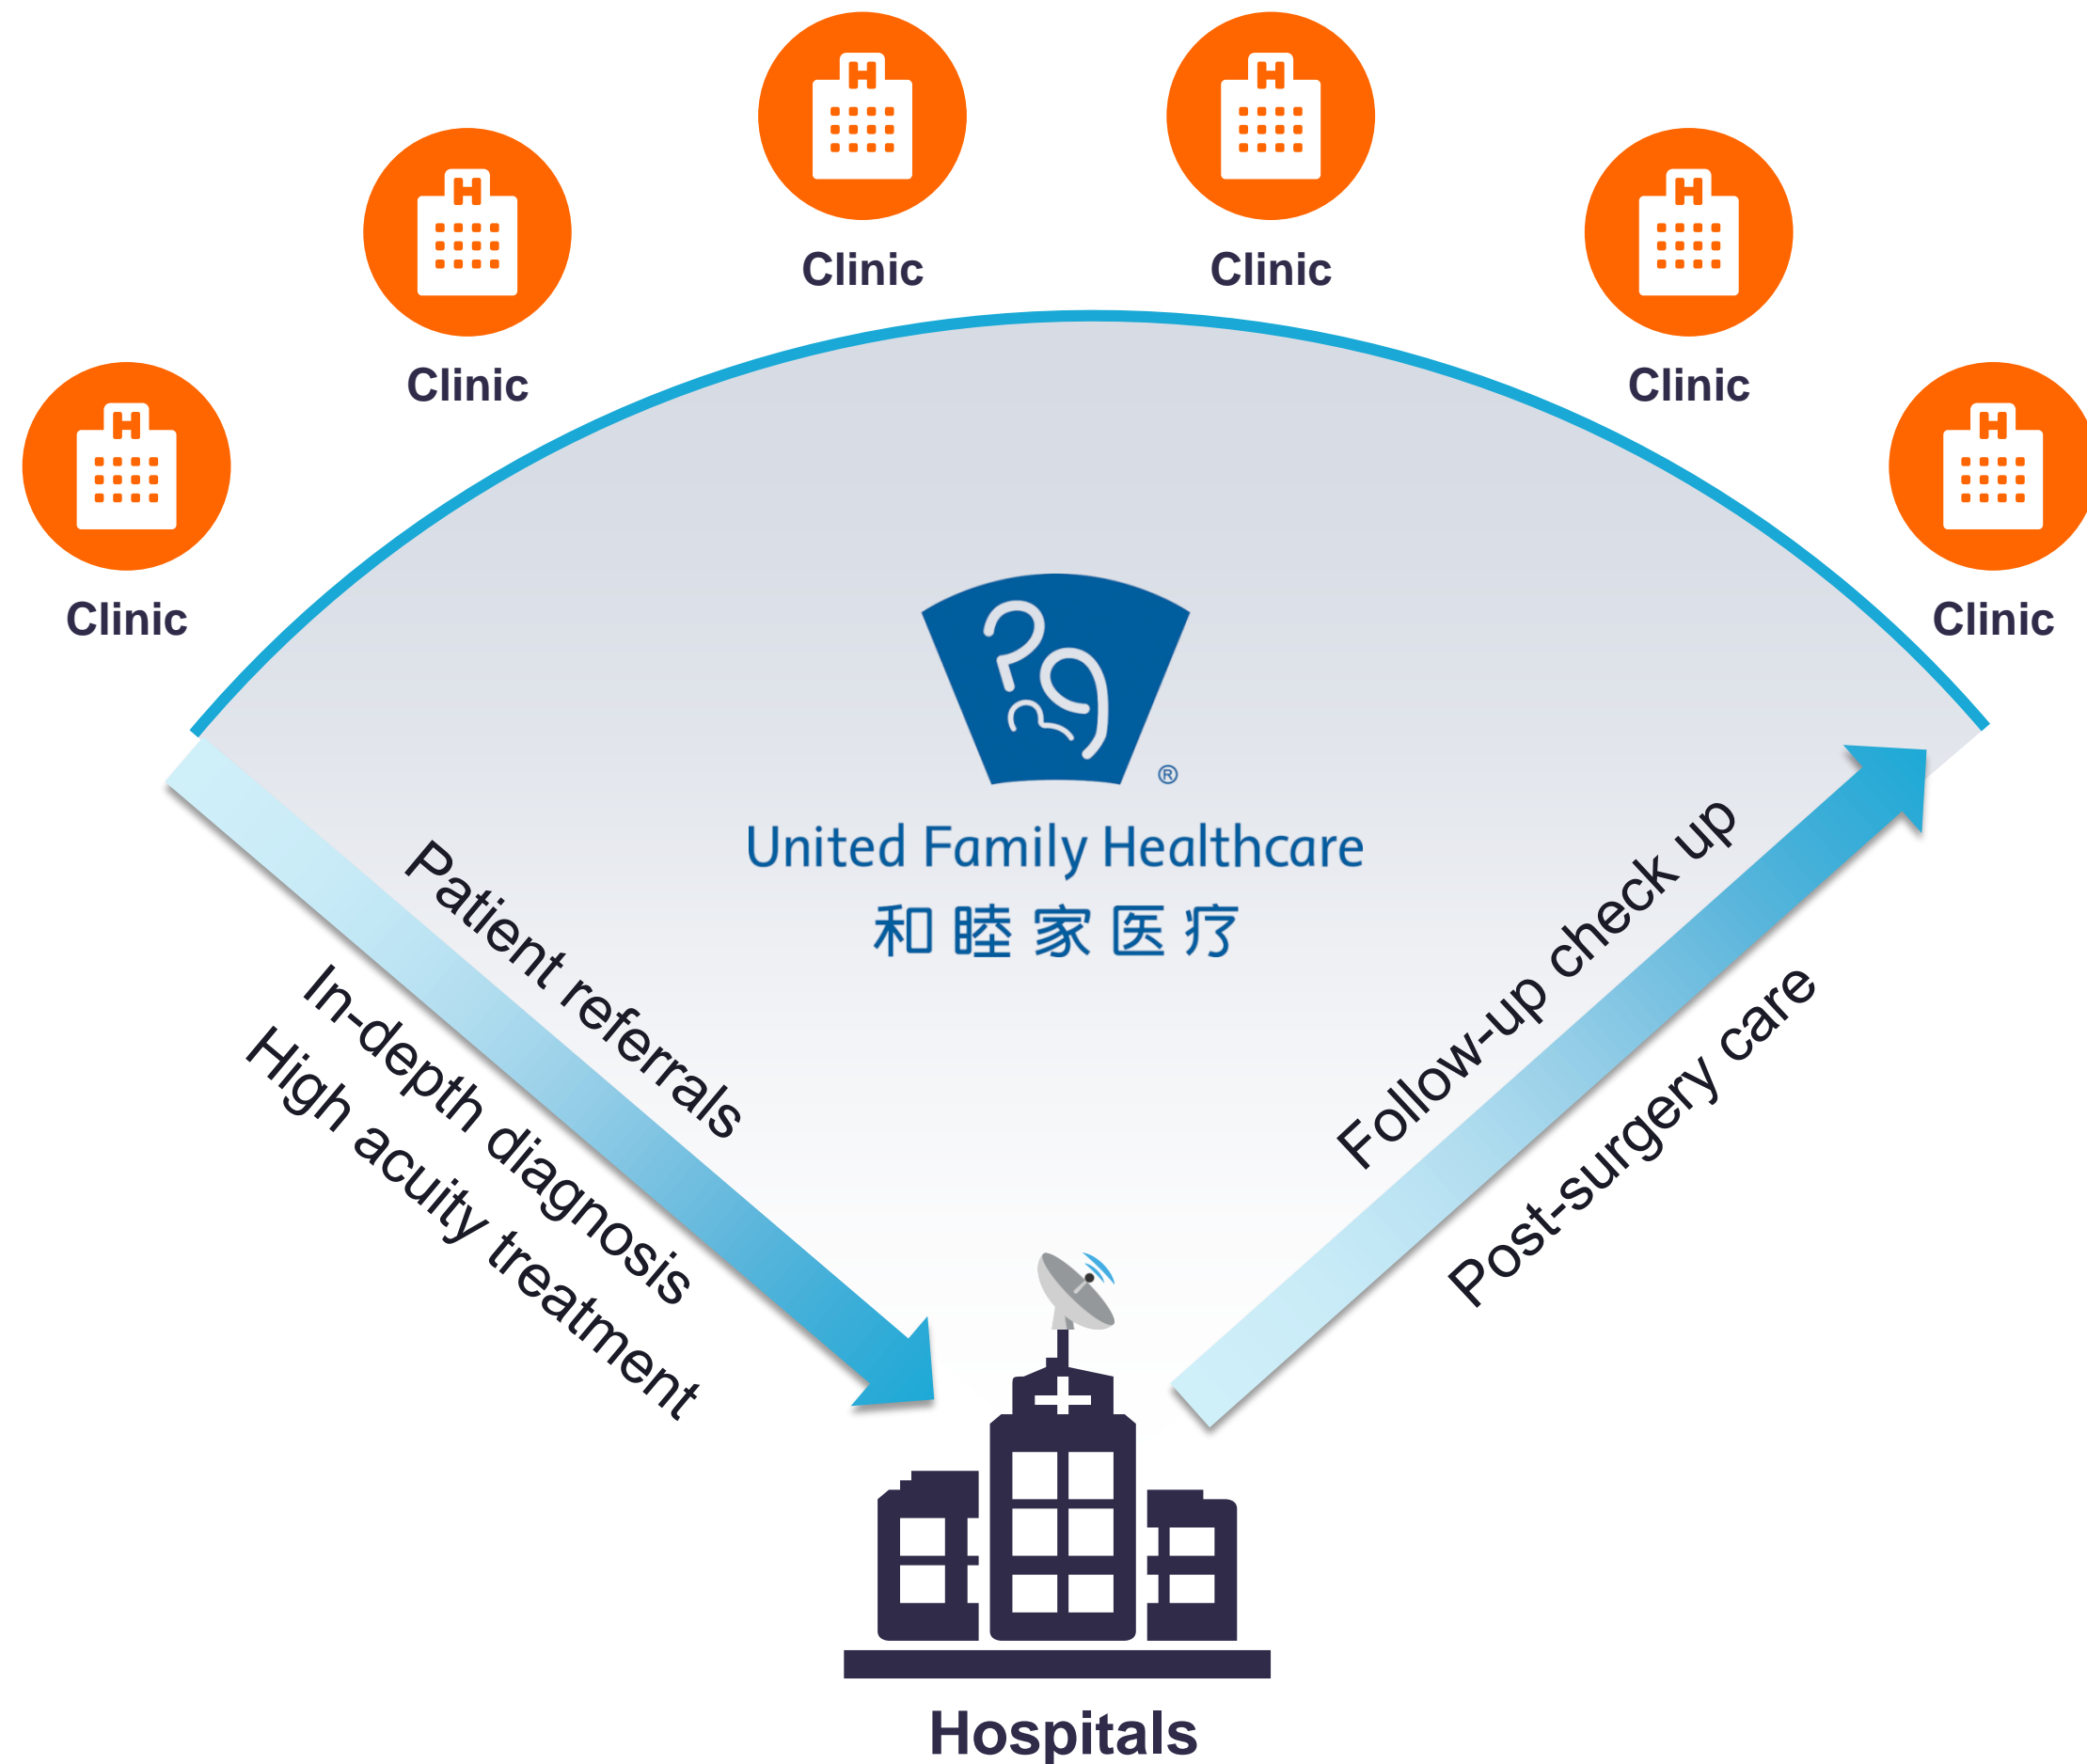 Clinic
Clinic
Clinic
Clinic
Clinic
Clinic
®
United Family Healthcare
和睦家医疗
Patient referrals
In-depth diagnosis
High acuity treatment
Follow-up check up
Post-surgery care
Hospitals